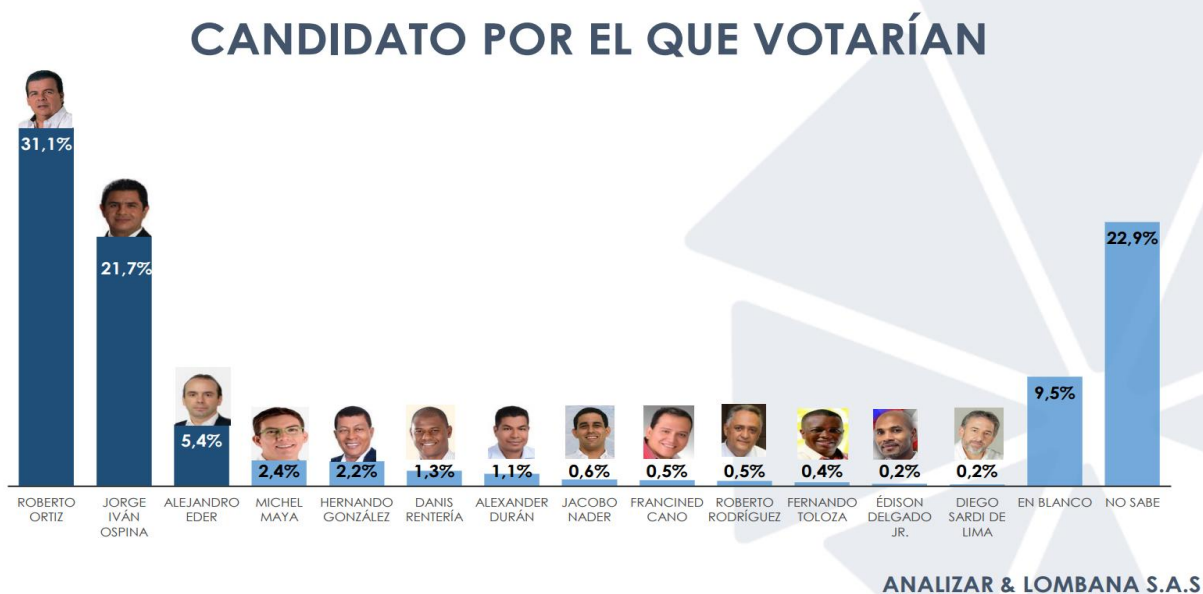 CANDIDATO POR EL QUE VOTARÍAN
31,1%
21,7%
5,4%
2,4%
2,2%
1,3%
1,1%
0,6%
0,5%
0,5%
0,4%
0,2%
0,2%
9,5%
22,9%
ROBERTO
ORTIZ
JORGE
IVÁN
OSPINA
ALEJANDRO
EDER
MICHEL
MAYA
HERNANDO
GONZÁLEZ
DANIS
RENTERÍA
ALEXANDER
DURÁN
JACOBO
NADER
FRANCINED
CANO
ROBERTO
RODRÍGUEZ
FERNANDO
TOLOZA
ÉDISON
DELGADO
JR.
DIEGO
SARDI DE
LIMA
EN BLANCO
NO SABE
ANALIZAR & LOMBANA S.A.S